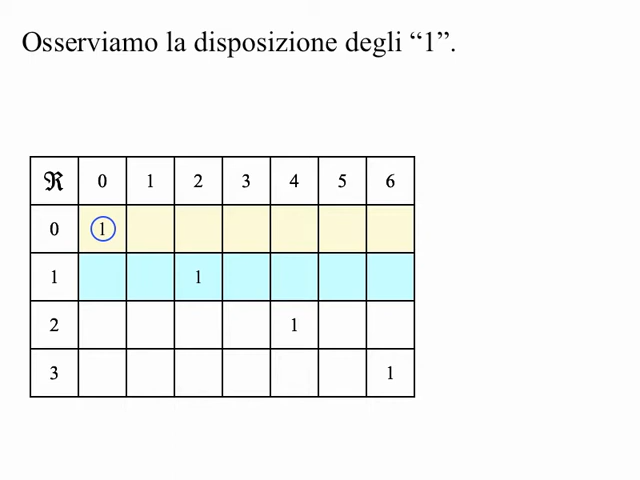 Osserviamo la disposizione degli “1”.
ℜ 0 1 2 3 4 5 6
0 1
1 1
2 1
3 1